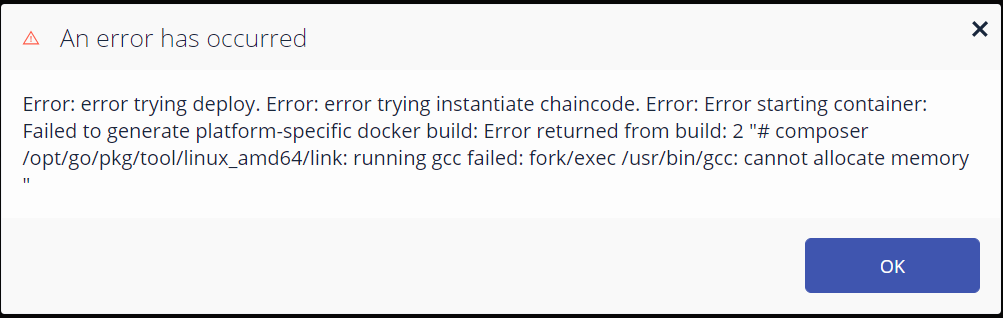 An error has occurred
Error: error trying deploy. Error: error trying instantiate chaincode. Error: Error starting container:
Failed to generate platform-specific docker build: Error returned from build: 2 "# composer
/opt/go/pkg/tool/linux_amd64/link: running gcc failed: fork/exec /usr/bin/gcc: cannot allocate memory
"
OK